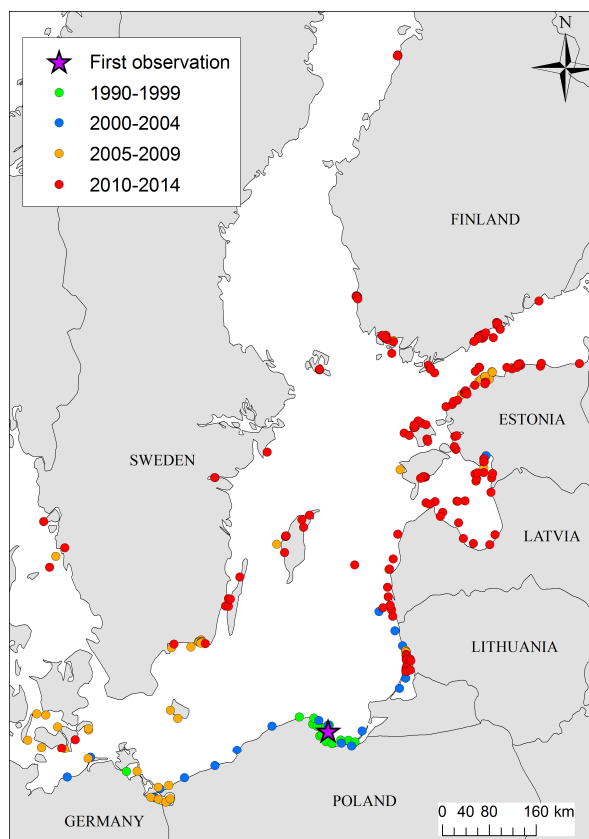 N
First observation
1990-1999
2000-2004
2005-2009
2010-2014
FINLAND
ESTONIA
SWEDEN
LATVIA
LITHUANIA
POLAND
GERMANY
0 40 80 160 km